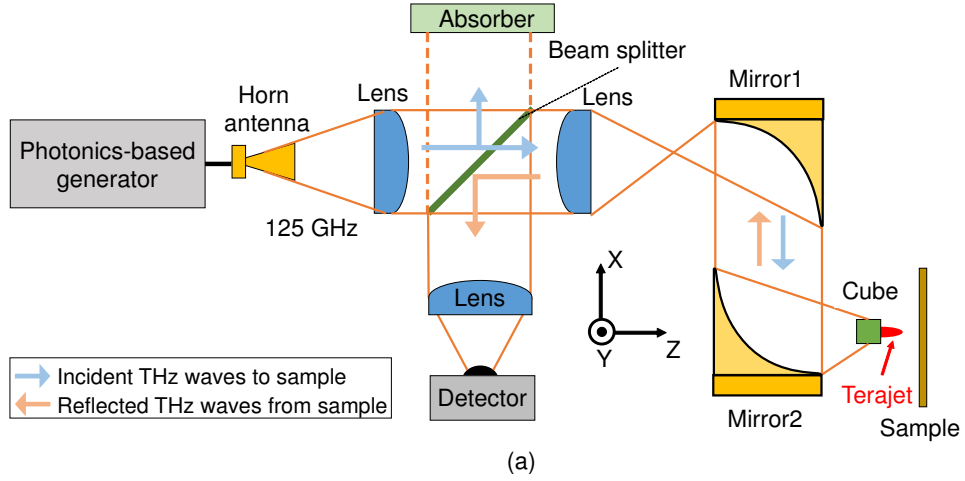 Absorber
Beam splitter
Mirror1
Lens
Lens
Horn
antenna
Photonics-based
generator
125 GHz
X
Y
Z
Cube
Lens
Incident THz waves to sample
Reflected THz waves from sample
Detector
Terajet
Mirror2
Sample
(a)